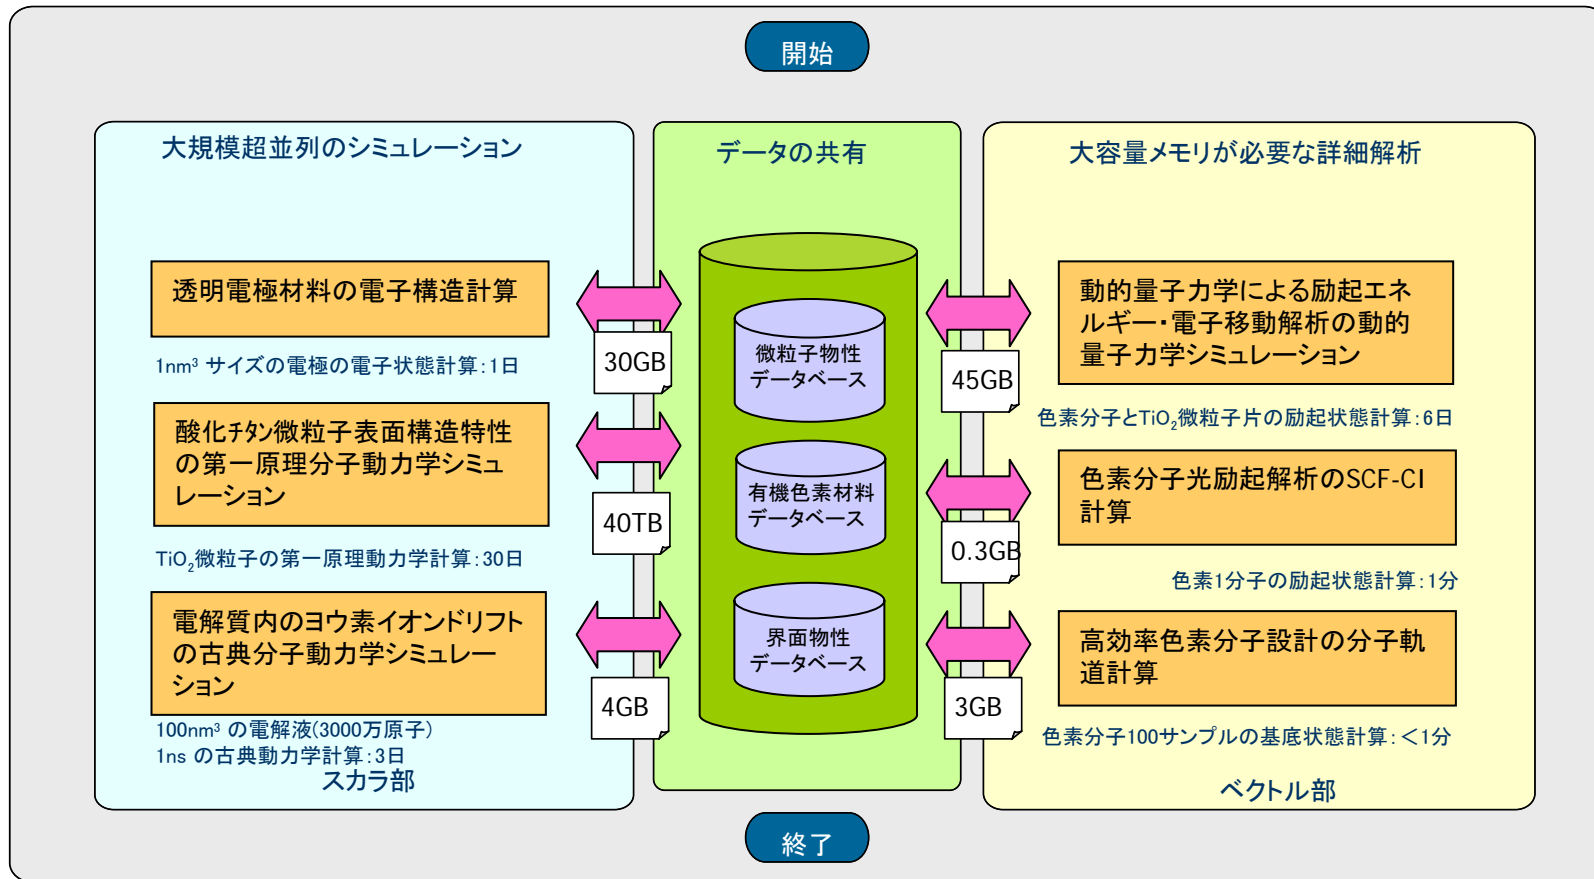 開始
大規模超並列のシミュレーション
透明電極材料の電子構造計算
1nm³ サイズの電極の電子状態計算：1日
酸化チタン微粒子表面構造特性
の第一原理分子動力学シミュ
レーション
TiO₂微粒子の第一原理動力学計算：30日
電解質内のヨウ素イオンドリフト
の古典分子動力学シミュレー
ション
100nm³ の電解液(3000万原子)
1ns の古典動力学計算：3日
スカラ部
30GB
40TB
4GB
データの共有
微粒子物性
データベース
有機色素材料
データベース
界面物性
データベース
45GB
0.3GB
3GB
大容量メモリが必要な詳細解析
動的量子力学による励起エネ
ルギー・電子移動解析の動的
量子力学シミュレーション
色素分子とTiO₂微粒子片の励起状態計算：6日
色素分子光励起解析のSCF-CI
計算
色素1分子の励起状態計算：1分
高効率色素分子設計の分子軌
道計算
色素分子100サンプルの基底状態計算：＜1分
ベクトル部
終了